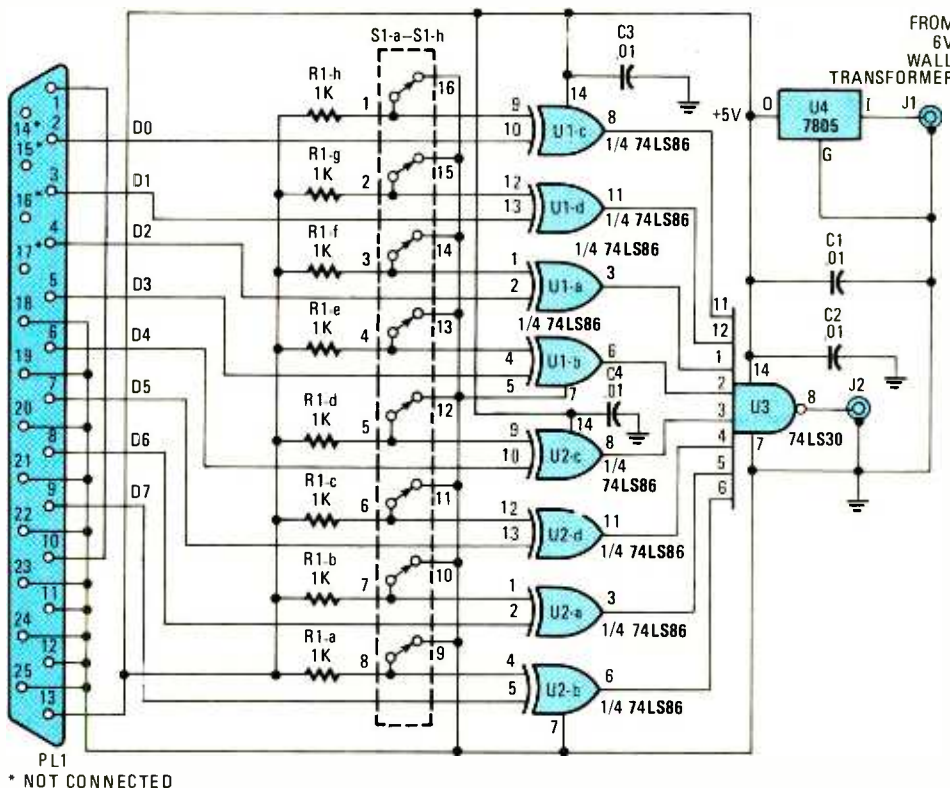 S1-a–S1-h
C3
.01
FROM
6V
WALL
TRANSFORMER
R1-h
1K
1
16
14
9
10
U1-c
8
1/4 74LS86
+5V
O
U4
7805
I
J1
G
1
14*
2
15*
3
16*
4
17*
5
18
6
19
7
20
8
21
9
22
10
23
11
24
12
25
13
D0
D1
D2
D3
D4
D5
D6
D7
R1-g
1K
2
15
12
13
U1-d
11
1/4 74LS86
R1-f
1K
3
14
1
2
U1-a
3
1/4 74LS86
R1-e
1K
4
13
4
5
U1-b
6
1/4 74LS86
7
C4
.01
R1-d
1K
5
12
14
9
10
U2-c
8
1/4
74LS86
R1-c
1K
6
11
12
13
U2-d
11
1/4 74LS86
R1-b
1K
7
10
1
2
U2-a
3
1/4 74LS86
R1-a
1K
8
9
4
5
U2-b
6
1/4 74LS86
7
C1
.01
C2
.01
11
12
1
2
3
4
5
6
14
U3
8
7
74LS30
J2
PL1
* NOT CONNECTED